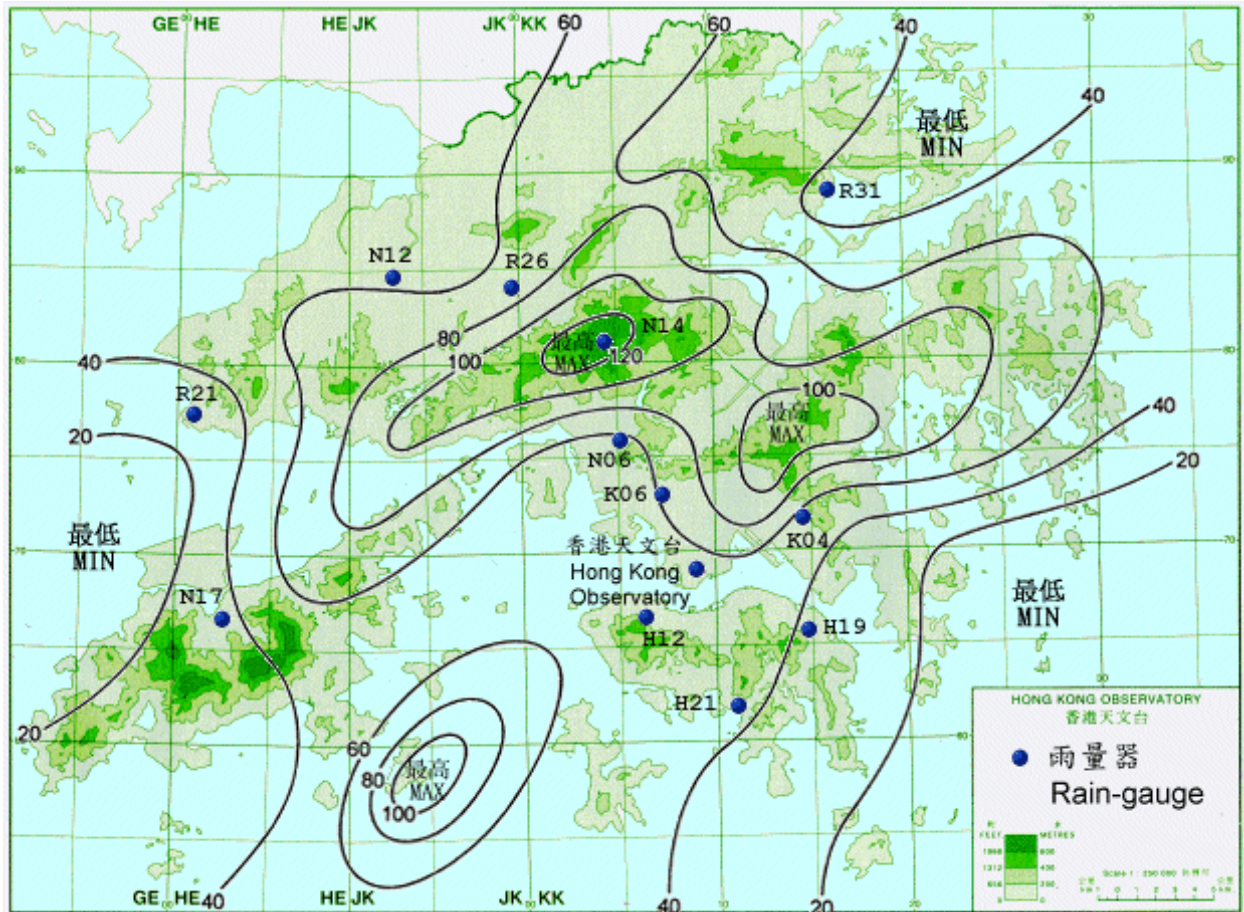 GE HE
HE JK
JK KK
60
60
40
40
最低
MIN
R31
N12
R26
80
100
N14
最高
MAX
120
40
R21
20
100
最高
MAX
40
20
N06
K06
K04
最低
MIN
香港天文台
Hong Kong
Observatory
最低
MIN
N17
H12
H19
H21
20
60
80
100
最高
MAX
HONG KONG OBSERVATORY
香港天文台
雨量器
Rain-gauge
FEET
METRES
GE HE
40
HE JK
JK KK
40
20